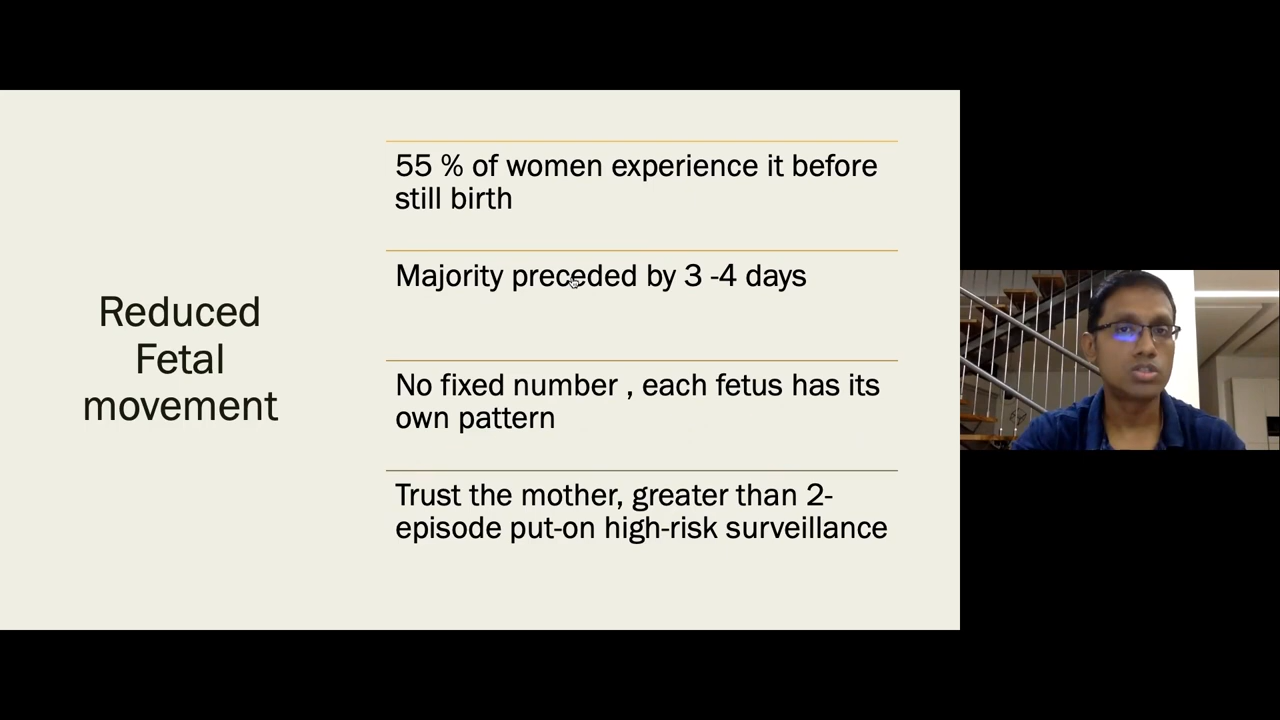 Reduced
Fetal
movement
55 % of women experience it before
still birth
Majority preceded by 3 -4 days
No fixed number , each fetus has its
own pattern
Trust the mother, greater than 2-
episode put-on high-risk surveillance